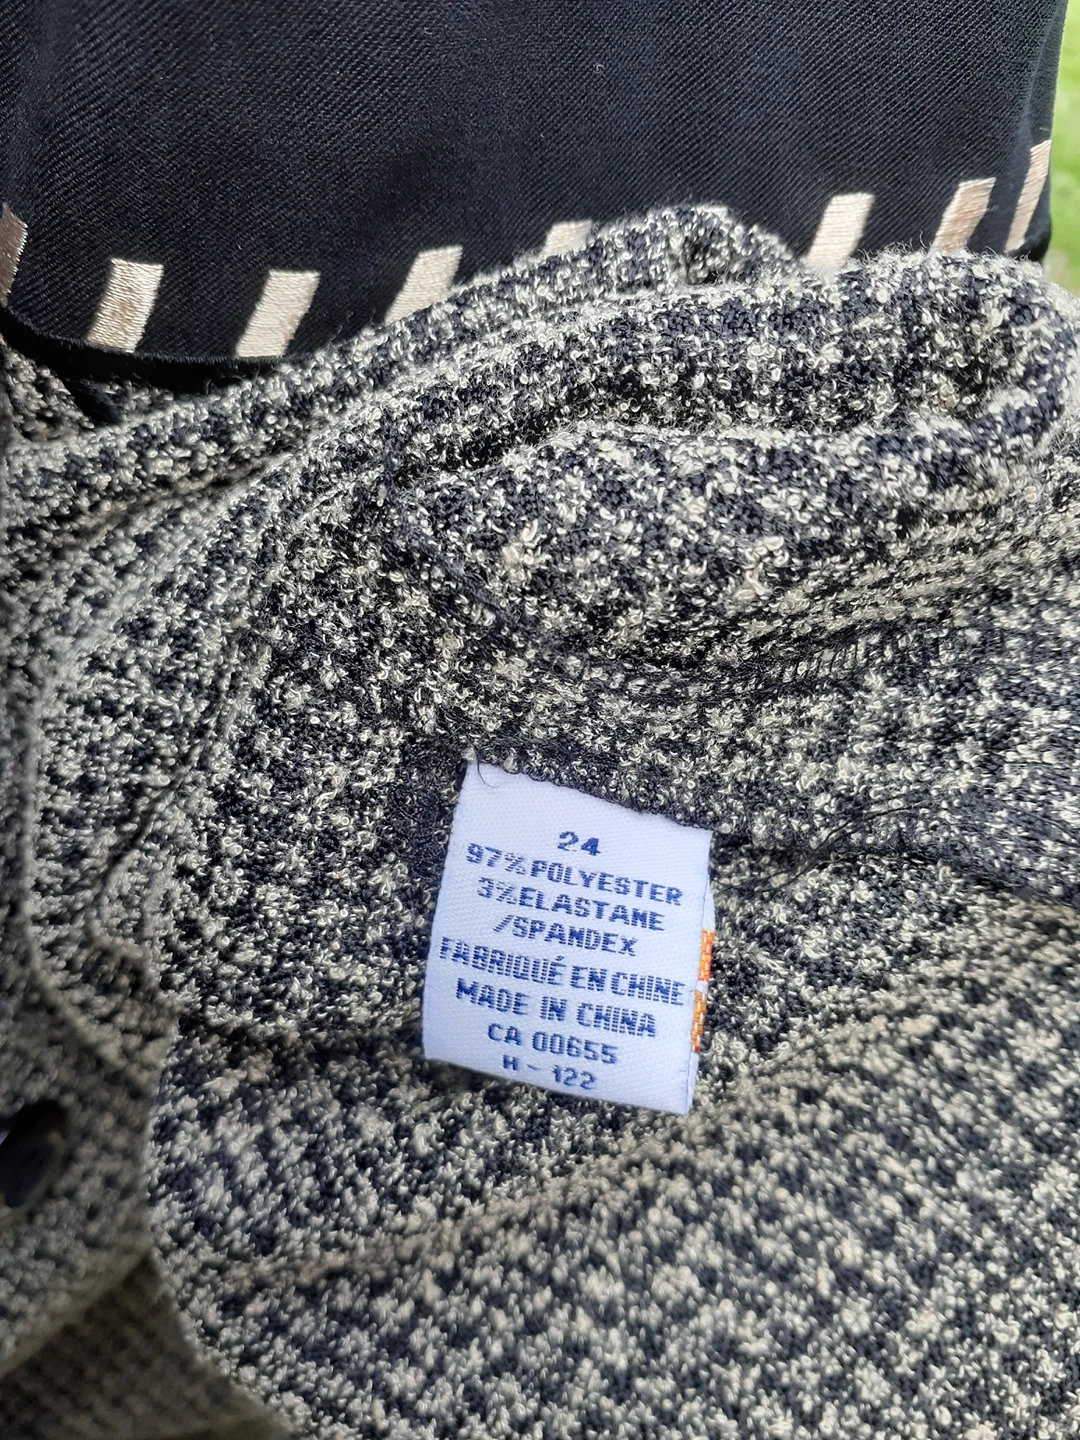 24
97% POLYESTER
3% ELASTANE
/SPANDEX
FABRIQUÉ EN CHINE
MADE IN CHINA
CA 00655
H - 122